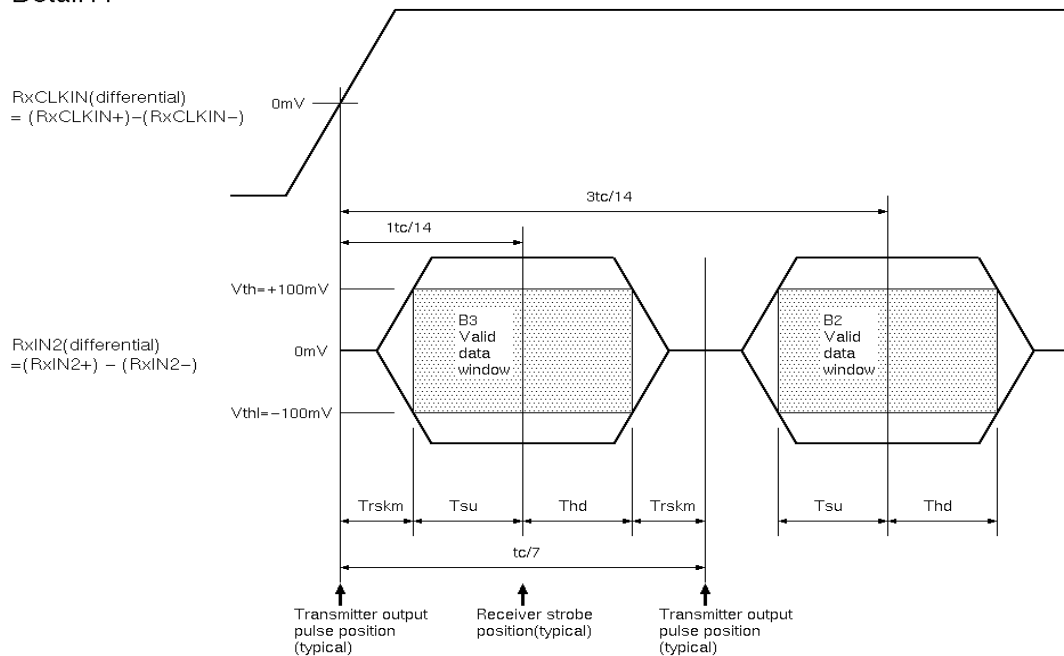 RxCLKIN(differential)
= (RxCLKIN+)-(RxCLKIN-)
0mV
3tc/14
1tc/14
Vth=+100mV
B3
Valid
data
window
B2
Valid
data
window
RxIN2(differential)
=(RxIN2+) - (RxIN2-)
0mV
Vthl=-100mV
Trskm
Tsu
Thd
Trskm
Tsu
Thd
tc/7
Transmitter output
pulse position
(typical)
Receiver strobe
position(typical)
Transmitter output
pulse position
(typical)